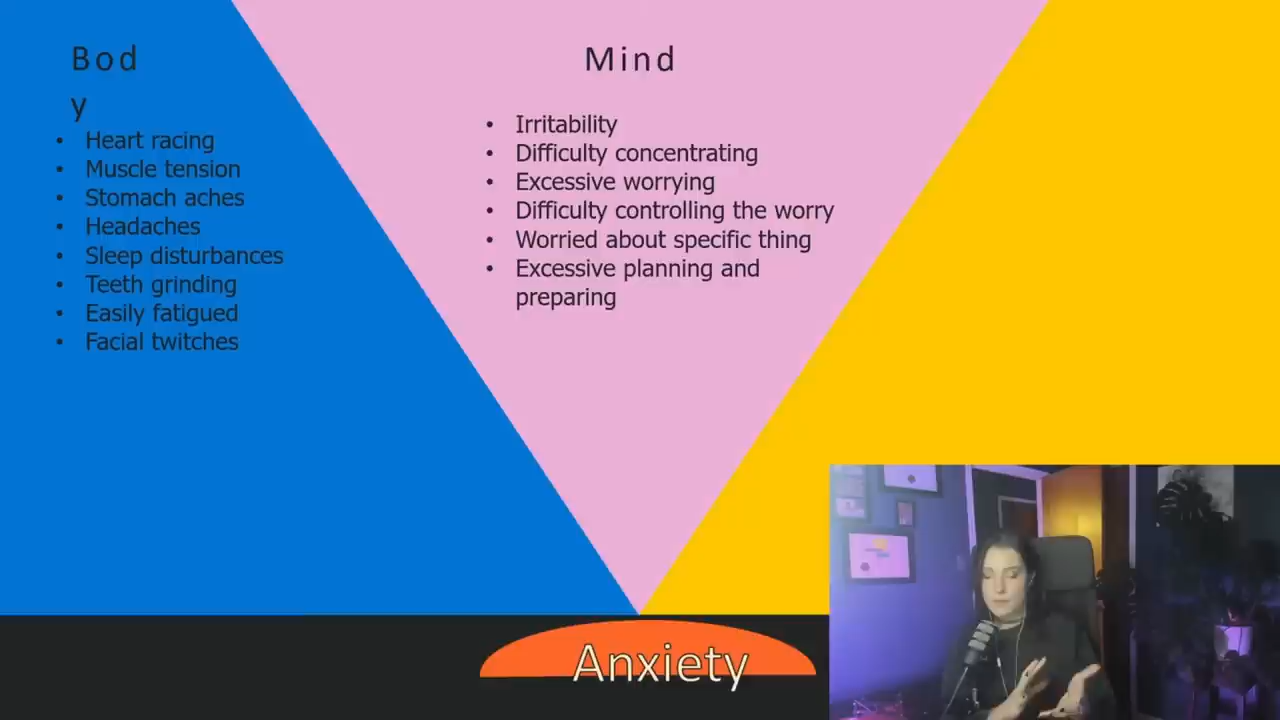 Bod
y
Heart racing
Muscle tension
Stomach aches
Headaches
Sleep disturbances
Teeth grinding
Easily fatigued
Facial twitches
Mind
Irritability
Difficulty concentrating
Excessive worrying
Difficulty controlling the worry
Worried about specific thing
Excessive planning and
preparing
Anxiety